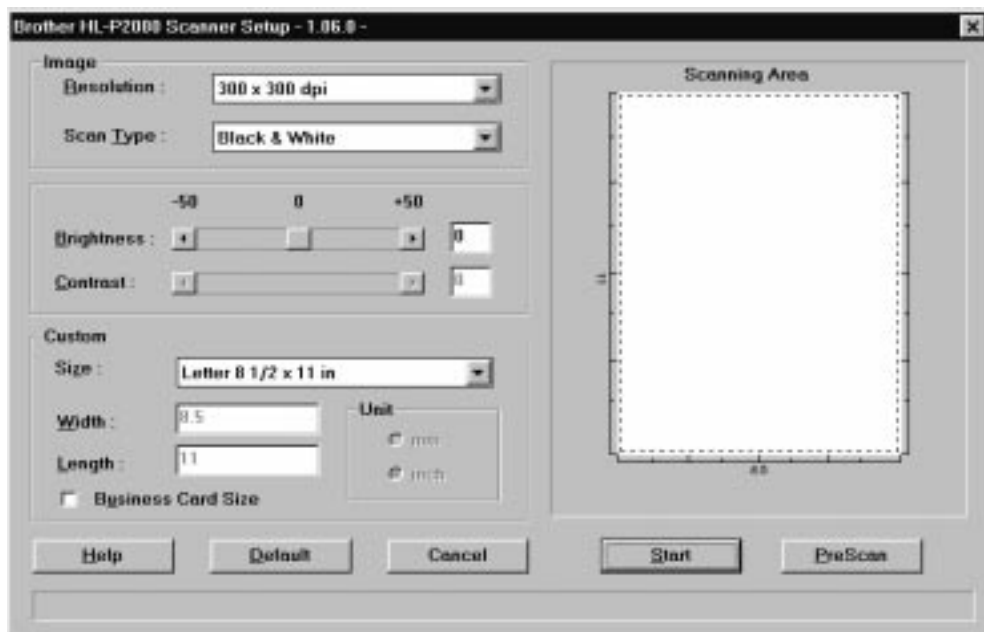 Brother HL-P2000 Scanner Setup - 1.06.0 -
Image
Resolution :
300 x 300 dpi
Scan Type :
Black & White
-50 0 +50
Brightness :
0
Contrast :
0
Custom
Size :
Letter 8 1/2 x 11 in
Width :
8.5
Length :
11
Unit
mm
inch
Business Card Size
Scanning Area
11
8.5
Help
Default
Cancel
Start
PreScan